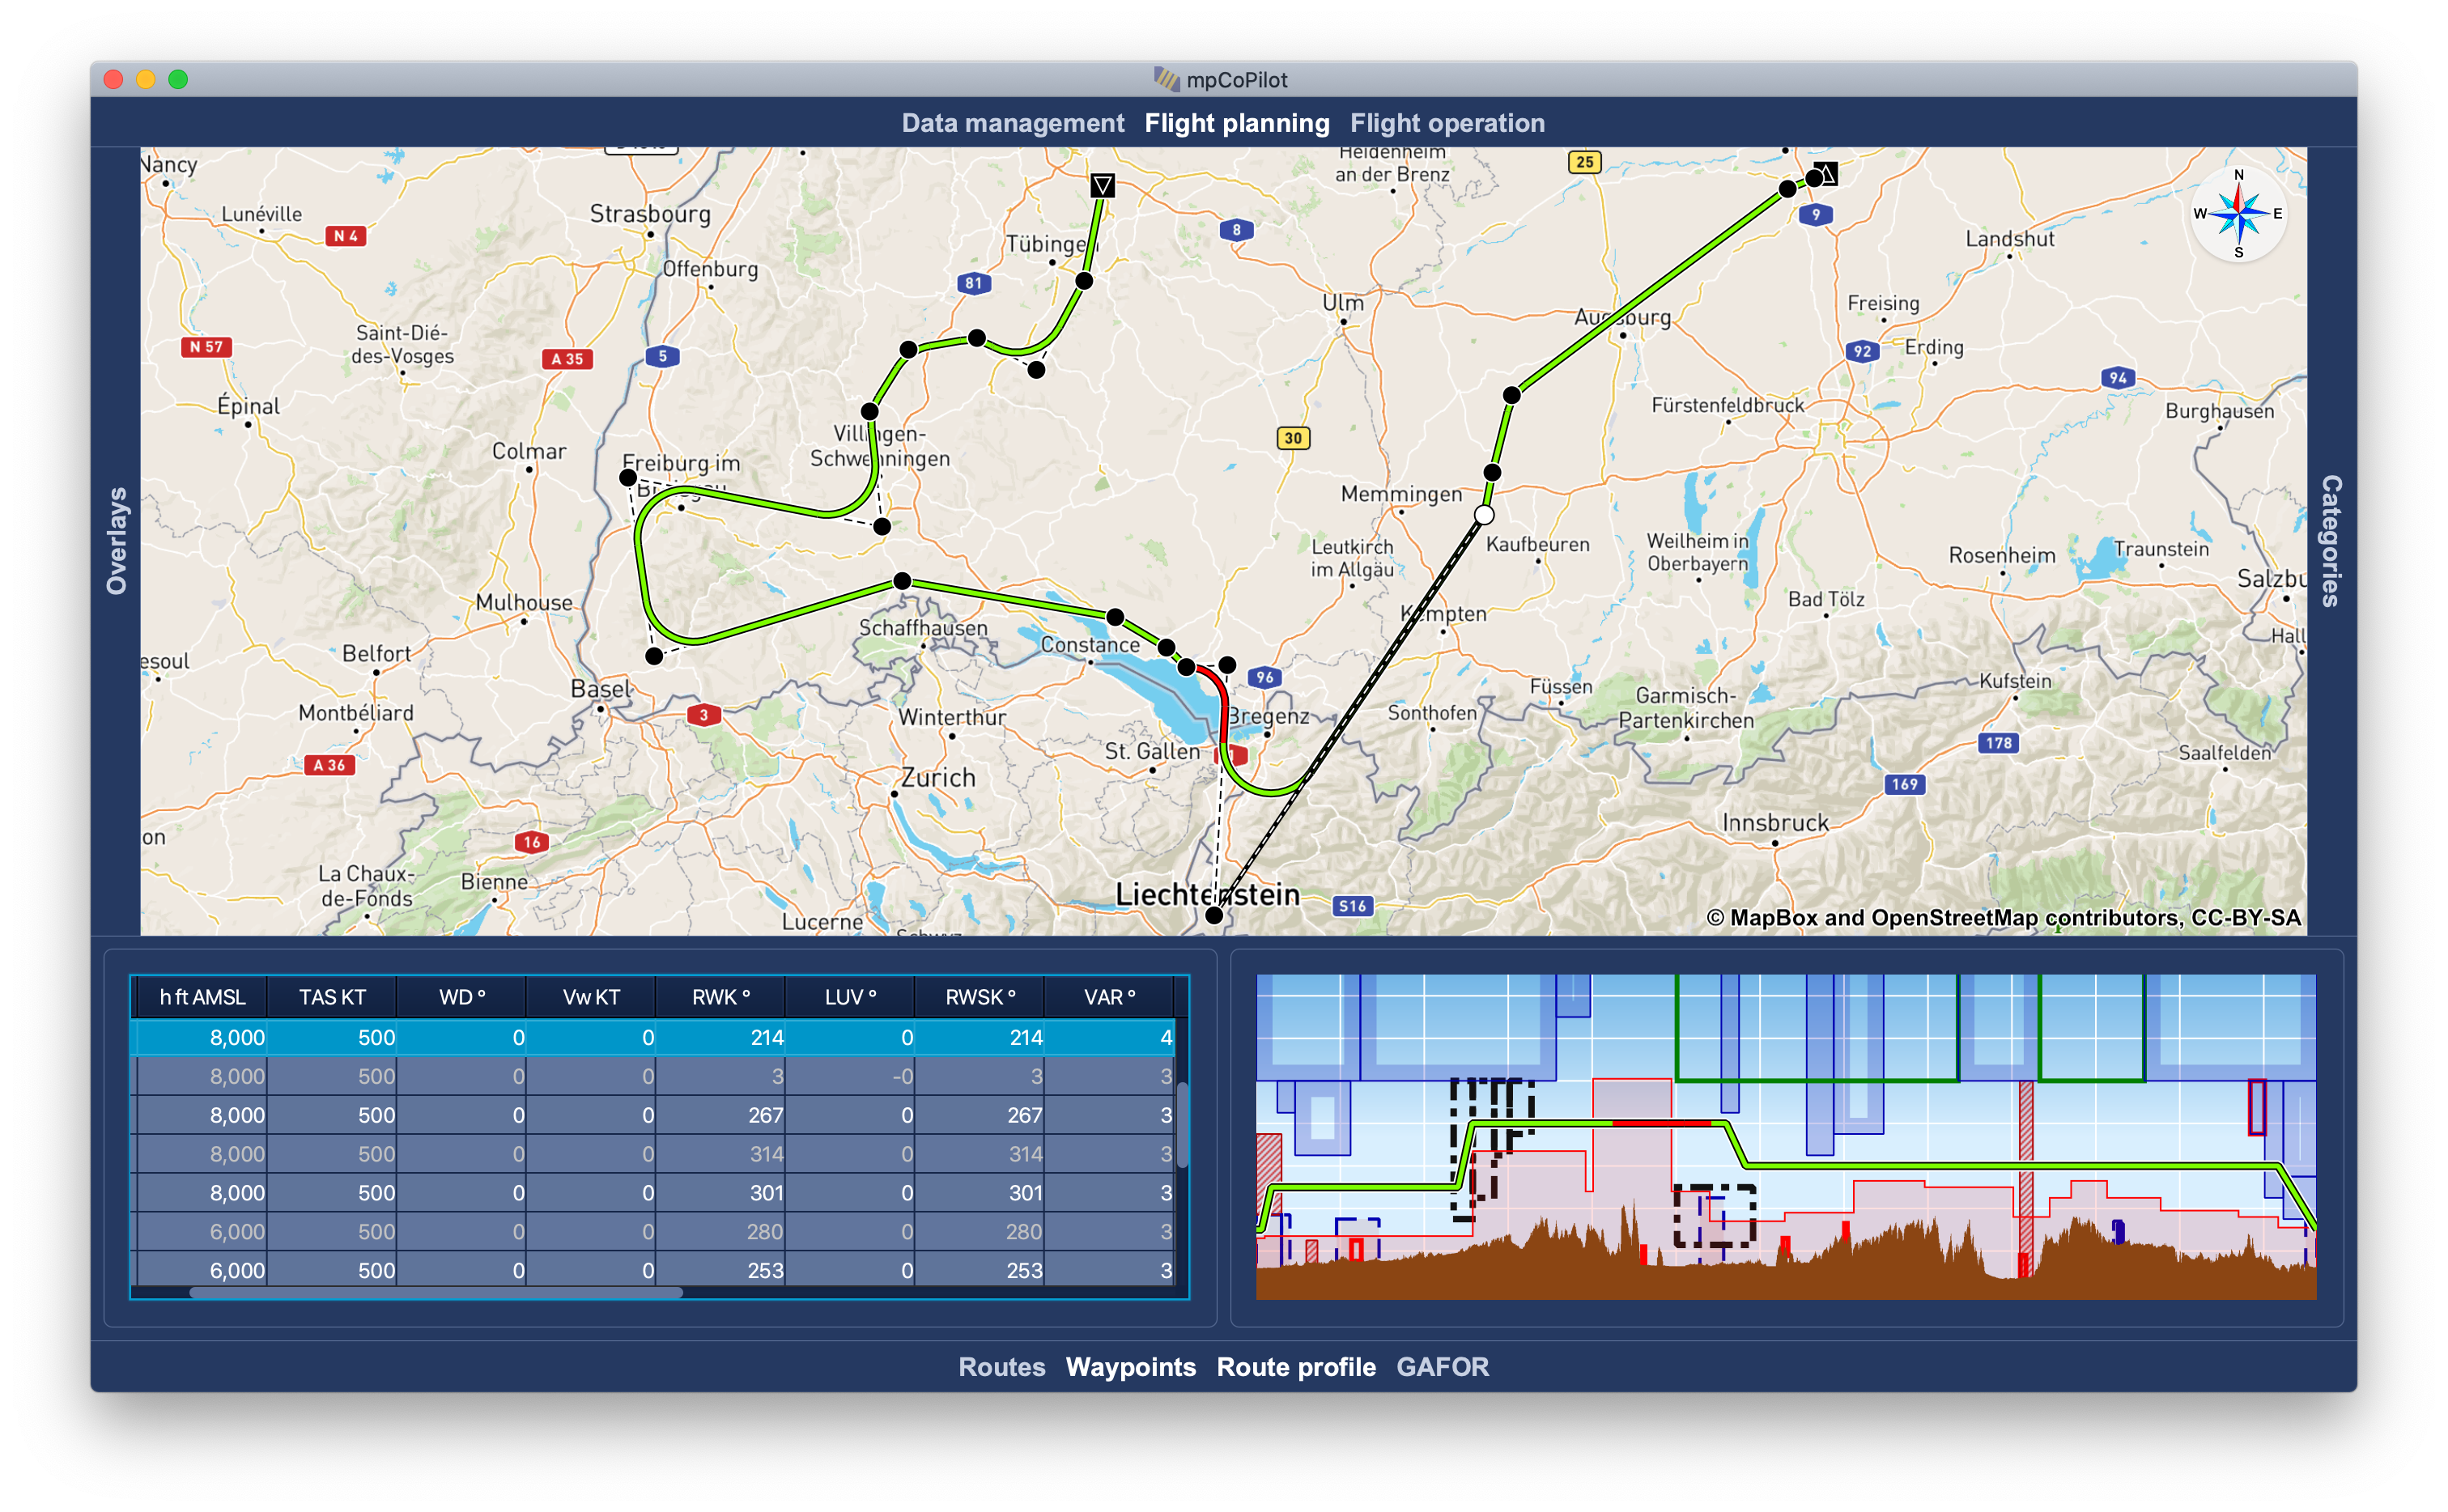 mpCoPilot
Data management Flight planning Flight operation
Overlays
Categories
Nancy
Lunéville
N 4
Strasbourg
Offenburg
Saint-Dié-
des-Vosges
N 57
A 35
5
Épinal
Colmar
Freiburg im
Mulhouse
esoul
Belfort
Montbéliard
A 36
Basel
3
on
16
La Chaux-
de-Fonds
Bienne
Tübingen
81
8
Villingen-
Schwenningen
Schaffhausen
Constance
Winterthur
St. Gallen
Zurich
Lucerne
Schwyz
Bregenz
96
Liechtenstein
S16
Heidenheim
an der Brenz
25
Ulm
30
Memmingen
Leutkirch
im Allgäu
Kempten
Sonthofen
Kaufbeuren
Füssen
Augsburg
9
Landshut
Freising
92
Erding
94
Fürstenfeldbruck
Burghausen
Weilheim in
Oberbayern
Rosenheim
Traunstein
Salzbu
Bad Tölz
Hall
Garmisch-
Partenkirchen
Kufstein
178
Saalfelden
169
Innsbruck
N
W E
S
© MapBox and OpenStreetMap contributors, CC-BY-SA
h ft AMSL TAS KT WD ° Vw KT RWK ° LUV ° RWSK ° VAR °
8,000 500 0 0 214 0 214 4
8,000 500 0 0 3 -0 3 3
8,000 500 0 0 267 0 267 3
8,000 500 0 0 314 0 314 3
8,000 500 0 0 301 0 301 3
6,000 500 0 0 280 0 280 3
6,000 500 0 0 253 0 253 3
Routes Waypoints Route profile GAFOR